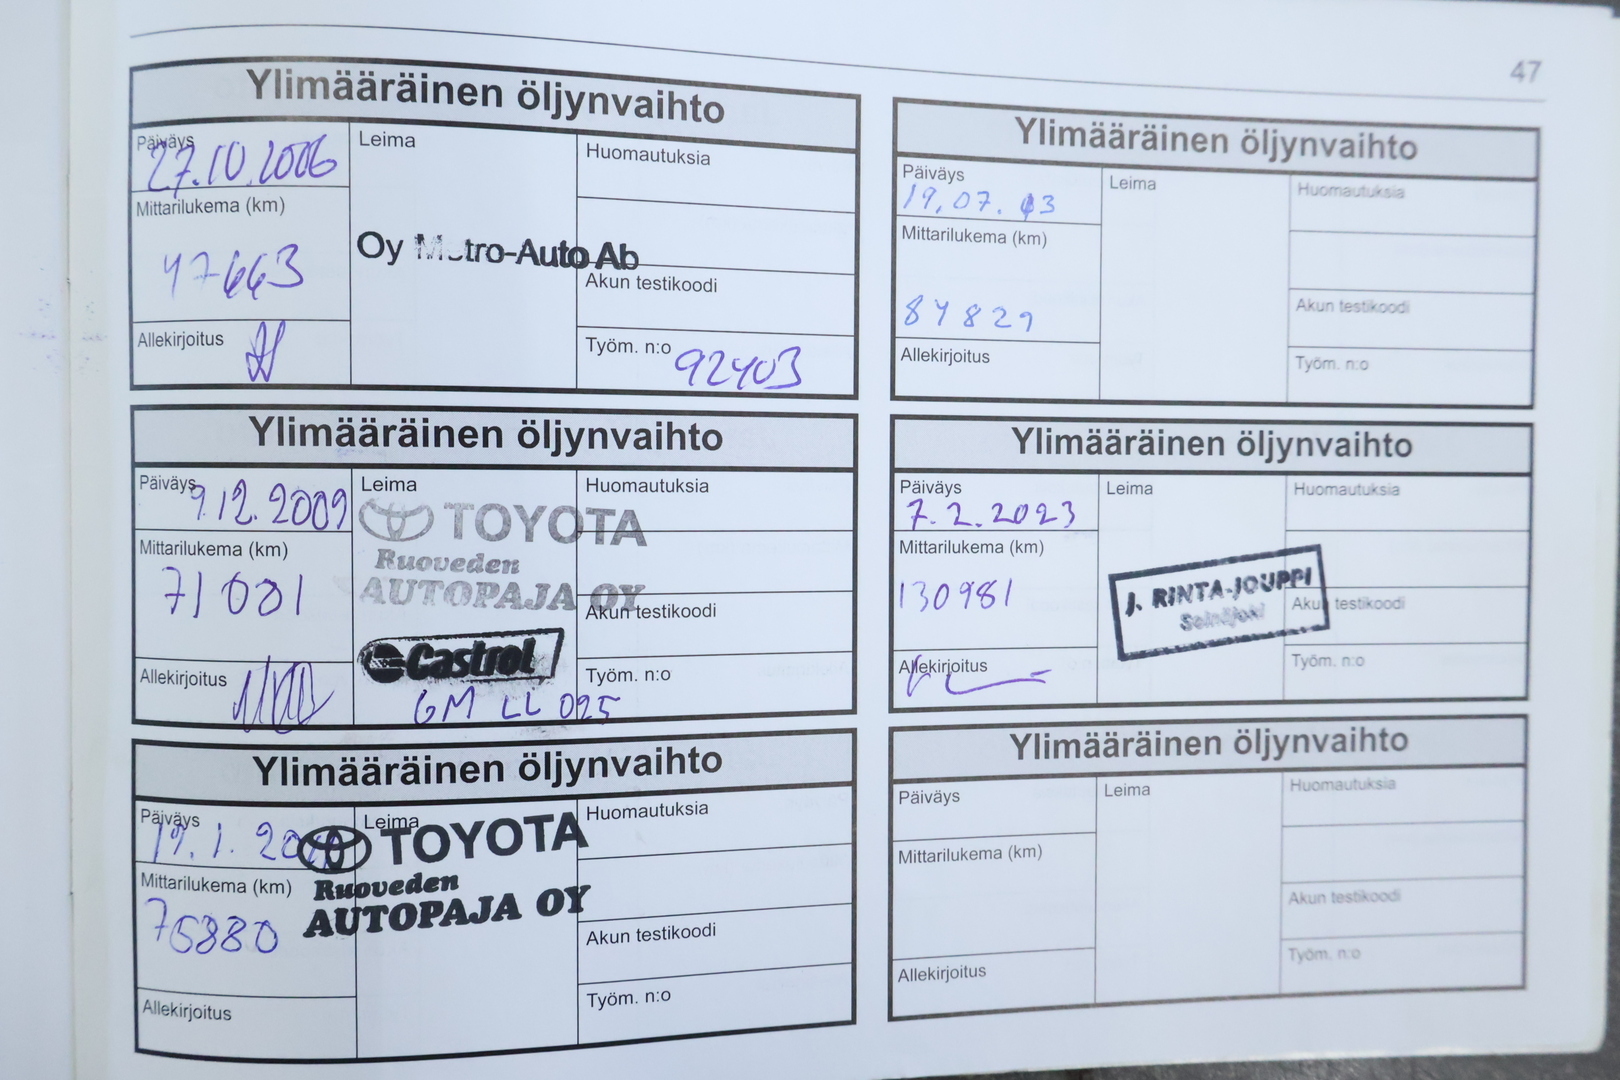 47
Ylimääräinen öljynvaihto
Päiväys
27.10.2006
Mittarilukema (km)
47663
Allekirjoitus
Leima
Oy Metro-Auto Ab
Huomautuksia
Akun testikoodi
Työm. n:o 92403
Ylimääräinen öljynvaihto
Päiväys
9.12.2009
Mittarilukema (km)
71081
Allekirjoitus
Leima
TOYOTA
Ruoveden
AUTOPAJA OY
Castrol
GM LL 025
Huomautuksia
Akun testikoodi
Työm. n:o
Ylimääräinen öljynvaihto
Päiväys
19.1.
Mittarilukema (km)
75880
Allekirjoitus
Leima
TOYOTA
Ruoveden
AUTOPAJA OY
Huomautuksia
Akun testikoodi
Työm. n:o
Ylimääräinen öljynvaihto
Päiväys
19.07.13
Mittarilukema (km)
84829
Allekirjoitus
Leima
Huomautuksia
Akun testikoodi
Työm. n:o
Ylimääräinen öljynvaihto
Päiväys
7.2.2023
Mittarilukema (km)
130981
Allekirjoitus
Leima
J. RINTA-JOUPPI
Seinäjoki
Huomautuksia
Akun testikoodi
Työm. n:o
Ylimääräinen öljynvaihto
Päiväys
Mittarilukema (km)
Allekirjoitus
Leima
Huomautuksia
Akun testikoodi
Työm. n:o